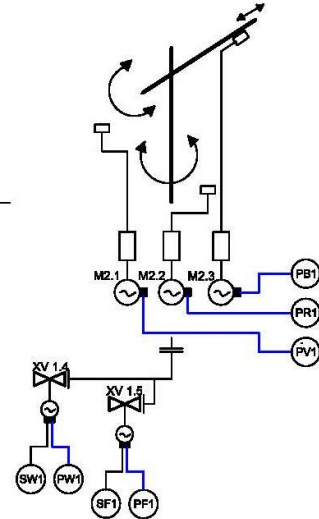 M2.1 M2.2 M2.3
PB1
PR1
PV1
XV 1.4
XV 1.5
SW1 PW1
SF1 PF1